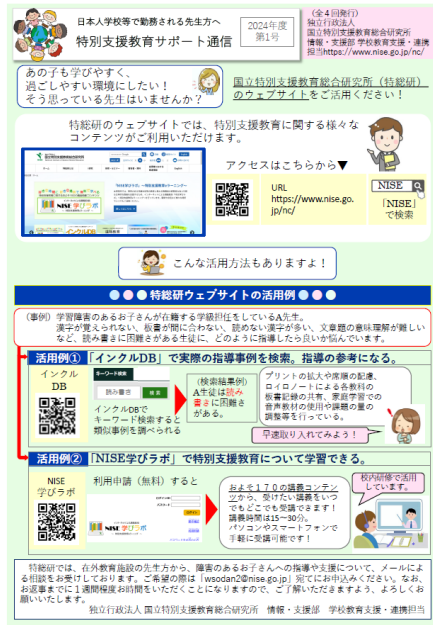 日本人学校等で勤務される先生方へ
特別支援教育サポート通信
2024年度
第1号
（全４回発行）
独立行政法人
国立特別支援教育総合研究所
情報・支援部 学校教育支援・連携
担当https://www.nise.go.jp/nc/
あの子も学びやすく、
過ごしやすい環境にしたい！
そう思っている先生はいませんか？
国立特別支援教育総合研究所（特総研）
のウェブサイトをご活用ください！
特総研のウェブサイトでは、特別支援教育に関する様々な
コンテンツがご利用いただけます。
アクセスはこちらから▼
URL
https://www.nise.go.
jp/nc/
NISE
「NISE」
で検索
NISE 学びラボ
インクルDB
こんな活用方法もありますよ！
特総研ウェブサイトの活用例
（事例）学習障害のあるお子さんが在籍する学級担任をしているA先生。
漢字が覚えられない、板書が間に合わない、読めない漢字が多い、文章題の意味理解が難しい
など、読み書きに困難さがある生徒に、どのように指導したら良いか悩んでいます。
活用例① 「インクルDB」で実際の指導事例を検索。指導の参考になる。
インクル
DB
キーワード検索
読み書き
検 索
インクルDBで
キーワード検索すると
類似事例を調べられる
（検索結果例）
A生徒は読み
書きに困難さ
がある。
プリントの拡大や席順の配慮、
ロイロノートによる各教科の
板書記録の共有、家庭学習での
音声教材の使用や課題の量の
調整等を行っている。
早速取り入れてみよう！
活用例② 「NISE学びラボ」で特別支援教育について学習できる。
NISE
学びラボ
利用申請（無料）すると
NISE 学びラボ
およそ１７０の講義コンテン
ツから、受けたい講義をいつ
でもどこでも受講できます！
講義時間は15～30分。
パソコンやスマートフォンで
手軽に受講可能です！
校内研修で活用
しています。
特総研では、在外教育施設の先生方から、障害のあるお子さんへの指導や支援について、メールによ
る相談をお受けしております。ご希望の際は「wsodan2@nise.go.jp」宛てにお申込みください。なお、
お返事までに１週間程度お時間をいただくことになりますので、ご了解いただきますよう、よろしくお
願いいたします。
独立行政法人 国立特別支援教育総合研究所 情報・支援部 学校教育支援・連携担当